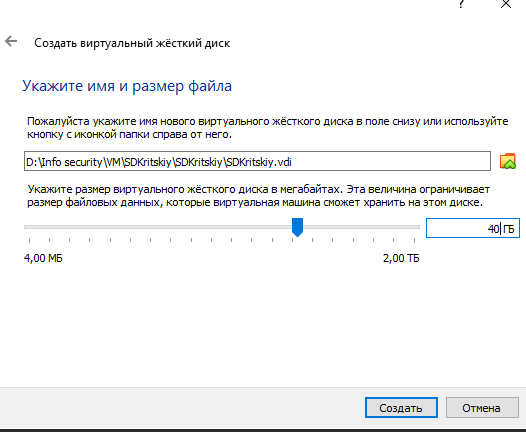 ?
Создать виртуальный жёсткий диск
Укажите имя и размер файла
Пожалуйста укажите имя нового виртуального жёсткого диска в поле снизу или используйте
кнопку с иконкой папки справа от него.
D:\Info security\VM\SDKritskiy\SDKritskiy\SDKritskiy.vdi
Укажите размер виртуального жёсткого диска в мегабайтах. Эта величина ограничивает
размер файловых данных, которые виртуальная машина сможет хранить на этом диске.
40 ГБ
4,00 МБ 2,00 ТБ
Создать Отмена